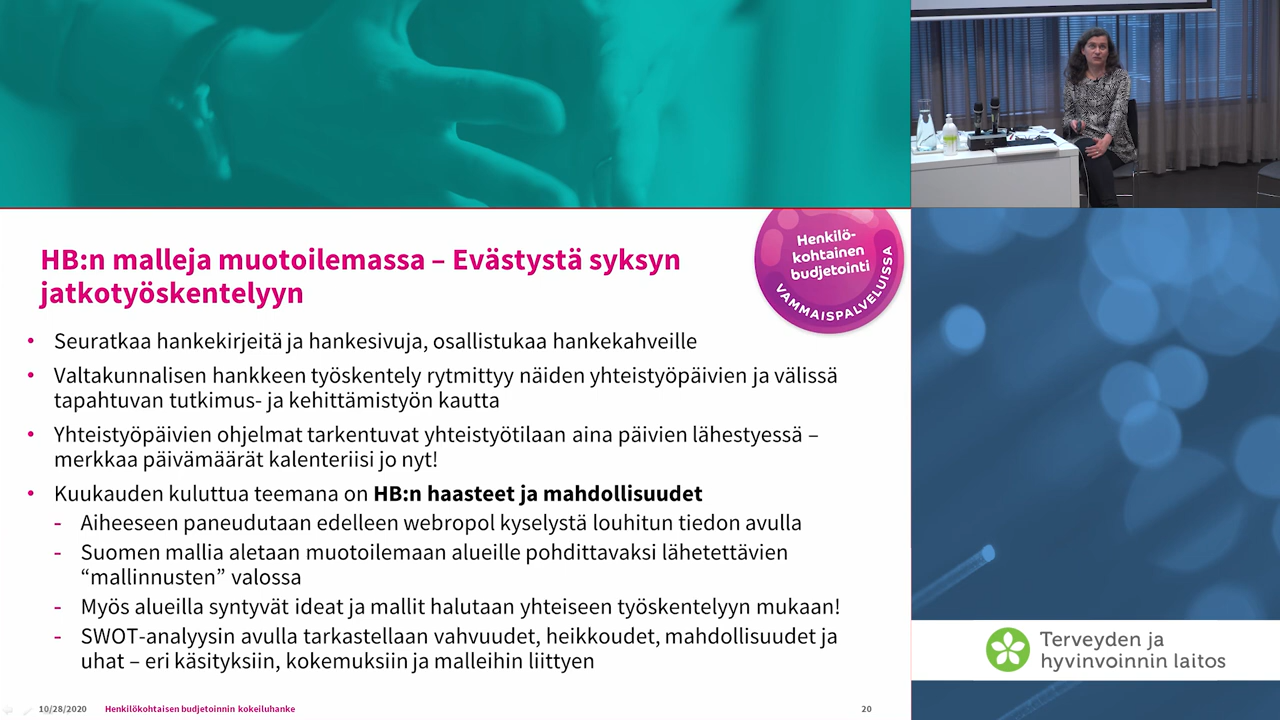 HB:n malleja muotoilemassa – Evästystä syksyn
jatkotyöskentelyyn
Henkilö-
kohtainen
budjetointi
VAMMAISPALVELUISSA
• Seuratkaa hankekirjeitä ja hankesivuja, osallistukaa hankekahveille
• Valtakunnallisen hankkeen työskentely rytmittyy näiden yhteistyöpäivien ja välissä
tapahtuvan tutkimus- ja kehittämistyön kautta
• Yhteistyöpäivien ohjelmat tarkentuvat yhteistyötilaan aina päivien lähestyessä –
merkkaa päivämäärät kalenteriisi jo nyt!
• Kuukauden kuluttua teemana on HB:n haasteet ja mahdollisuudet
- Aiheeseen paneudutaan edelleen webropol kyselystä louhitun tiedon avulla
- Suomen mallia aletaan muotoilemaan alueille pohdittavaksi lähetettävien
“mallinnusten” valossa
- Myös alueilla syntyvät ideat ja mallit halutaan yhteiseen työskentelyyn mukaan!
- SWOT-analyysin avulla tarkastellaan vahvuudet, heikkoudet, mahdollisuudet ja
uhat – eri käsityksiin, kokemuksiin ja malleihin liittyen
10/28/2020 Henkilökohtaisen budjetoinnin kokeiluhanke 20
Terveyden ja
hyvinvoinnin laitos